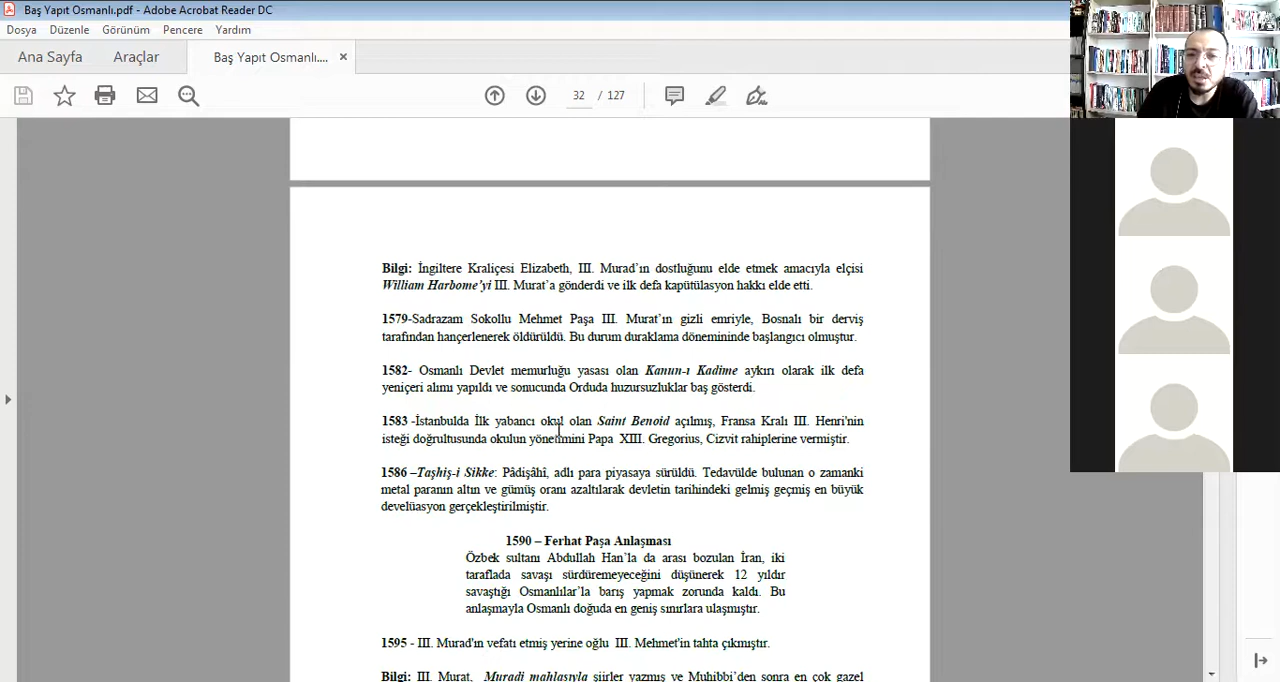 Baş Yapıt Osmanlı.pdf - Adobe Acrobat Reader DC
Dosya Düzenle Görünüm Pencere Yardım
Ana Sayfa Araçlar Baş Yapıt Osmanlı.... ×
32 / 127
Bilgi: İngiltere Kraliçesi Elizabeth, III. Murad'ın dostluğunu elde etmek amacıyla elçisi
William Harbome'yi III. Murat'a gönderdi ve ilk defa kapütülasyon hakkı elde etti.
1579-Sadrazam Sokollu Mehmet Paşa III. Murat'ın gizli emriyle, Bosnalı bir derviş
tarafından hançerlenerek öldürüldü. Bu durum duraklama dönemininde başlangıcı olmuştur.
1582- Osmanlı Devlet memurluğu yasası olan Kanun-ı Kadime aykırı olarak ilk defa
yeniçeri alımı yapıldı ve sonucunda Orduda huzursuzluklar baş gösterdi.
1583 -İstanbulda İlk yabancı okul olan Saint Benoid açılmış, Fransa Kralı III. Henri'nin
isteği doğrultusunda okulun yönetmini Papa XIII. Gregorius, Cizvit rahiplerine vermiştir.
1586 –Taşhiş-i Sikke: Pâdişâhî, adlı para piyasaya sürüldü. Tedavülde bulunan o zamanki
metal paranın altın ve gümüş oranı azaltılarak devletin tarihindeki gelmiş geçmiş en büyük
develüasyon gerçekleştirilmiştir.
1590 – Ferhat Paşa Anlaşması
Özbek sultanı Abdullah Han'la da arası bozulan İran, iki
taraflada savaşı sürdüremeyeceğini düşünerek 12 yıldır
savaştığı Osmanlılar'la barış yapmak zorunda kaldı. Bu
anlaşmayla Osmanlı doğuda en geniş sınırlara ulaşmıştır.
1595 - III. Murad'ın vefatı etmiş yerine oğlu III. Mehmet'in tahta çıkmıştır.
Bilgi: III. Murat, Muradi mahlasıyla şiirler yazmış ve Muhibbi'den sonra en çok gazel